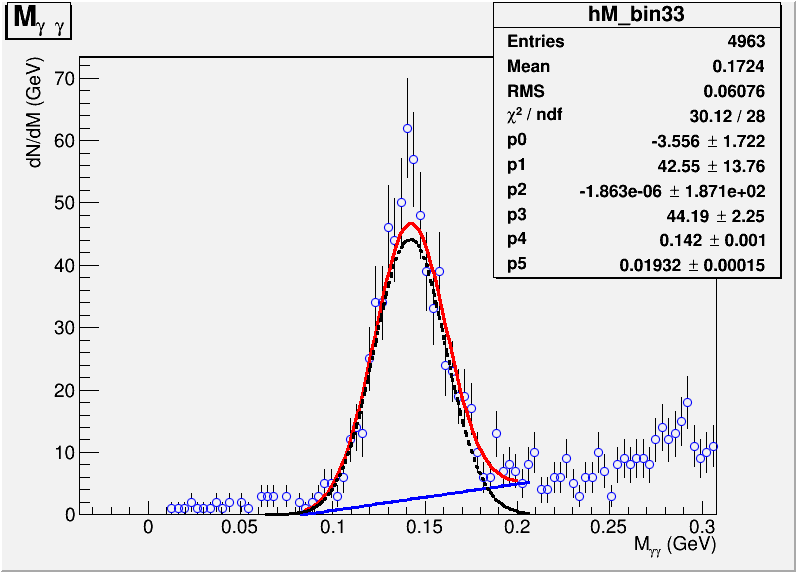 M γ γ
hM_bin33
Entries 4963
Mean 0.1724
RMS 0.06076
χ² / ndf 30.12 / 28
p0 -3.556 ± 1.722
p1 42.55 ± 13.76
p2 -1.863e-06 ± 1.871e+02
p3 44.19 ± 2.25
p4 0.142 ± 0.001
p5 0.01932 ± 0.00015
dN/dM (GeV)
70
60
50
40
30
20
10
0
0 0.05 0.1 0.15 0.2 0.25 0.3
Mγγ (GeV)